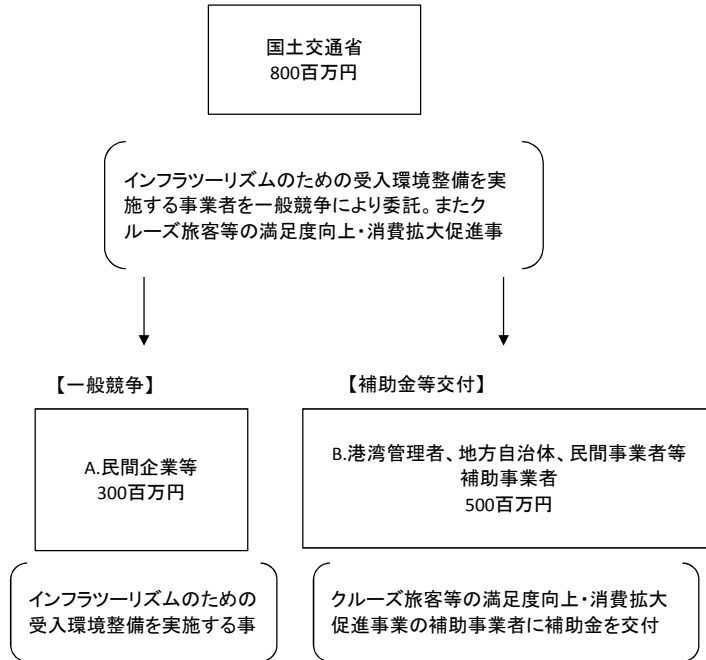 国土交通省
800百万円
インフラツーリズムのための受入環境整備を実
施する事業者を一般競争により委託。またク
ルーズ旅客等の満足度向上・消費拡大促進事
【一般競争】
【補助金等交付】
A.民間企業等
300百万円
B.港湾管理者、地方自治体、民間事業者等
補助事業者
500百万円
インフラツーリズムのための
受入環境整備を実施する事
クルーズ旅客等の満足度向上・消費拡大
促進事業の補助事業者に補助金を交付